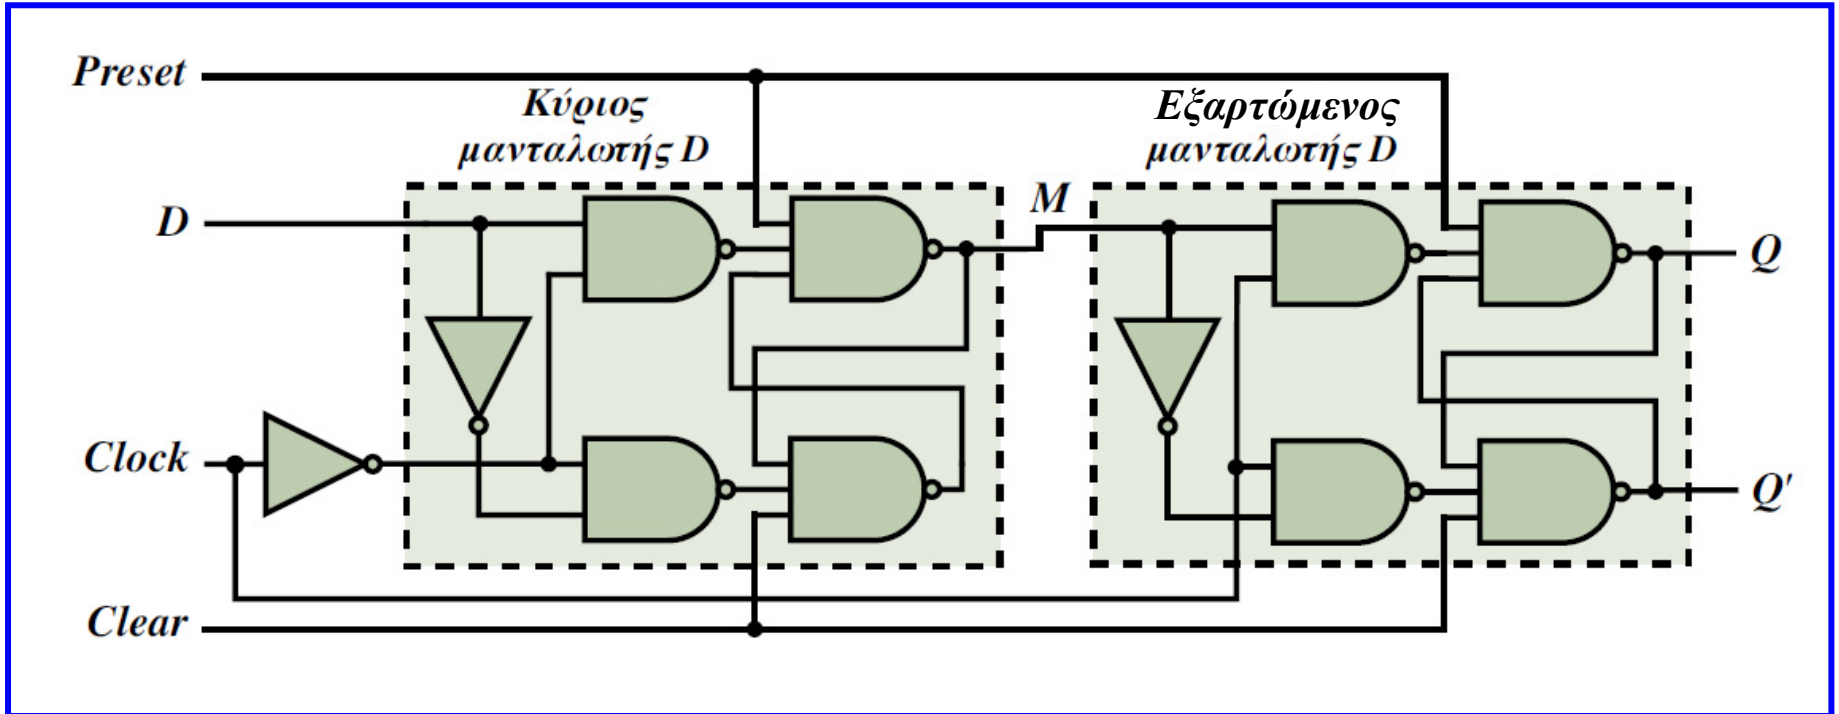 Preset
Κύριος
μανταλωτής D
Εξαρτώμενος
μανταλωτής D
D
M
Q
Clock
Q'
Clear